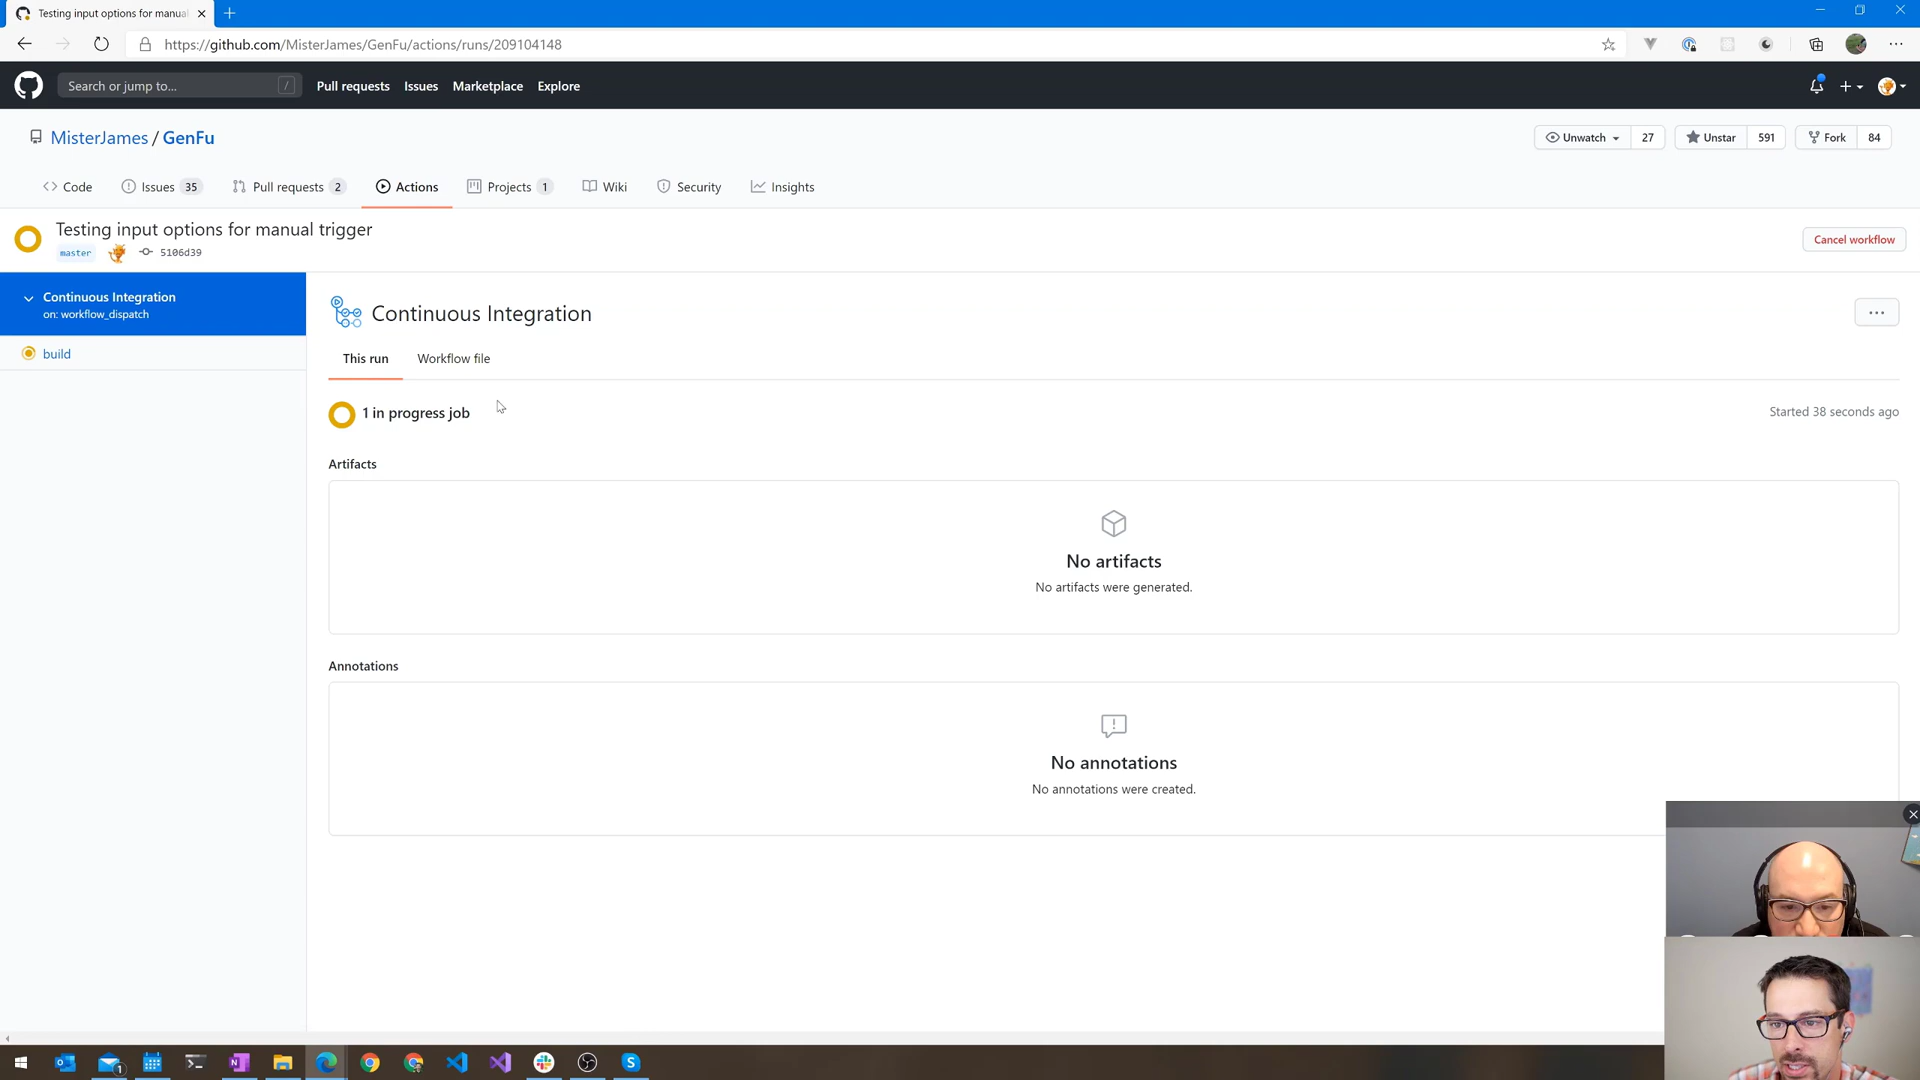 Testing input options for manual
https://github.com/MisterJames/GenFu/actions/runs/209104148
Search or jump to...
/
Pull requests
Issues
Marketplace
Explore
MisterJames / GenFu
Unwatch
27
Unstar
591
Fork
84
Code
Issues 35
Pull requests 2
Actions
Projects 1
Wiki
Security
Insights
Testing input options for manual trigger
master
5106d39
Cancel workflow
Continuous Integration
on: workflow_dispatch
build
Continuous Integration
...
This run
Workflow file
1 in progress job
Started 38 seconds ago
Artifacts
No artifacts
No artifacts were generated.
Annotations
No annotations
No annotations were created.
1
N
S